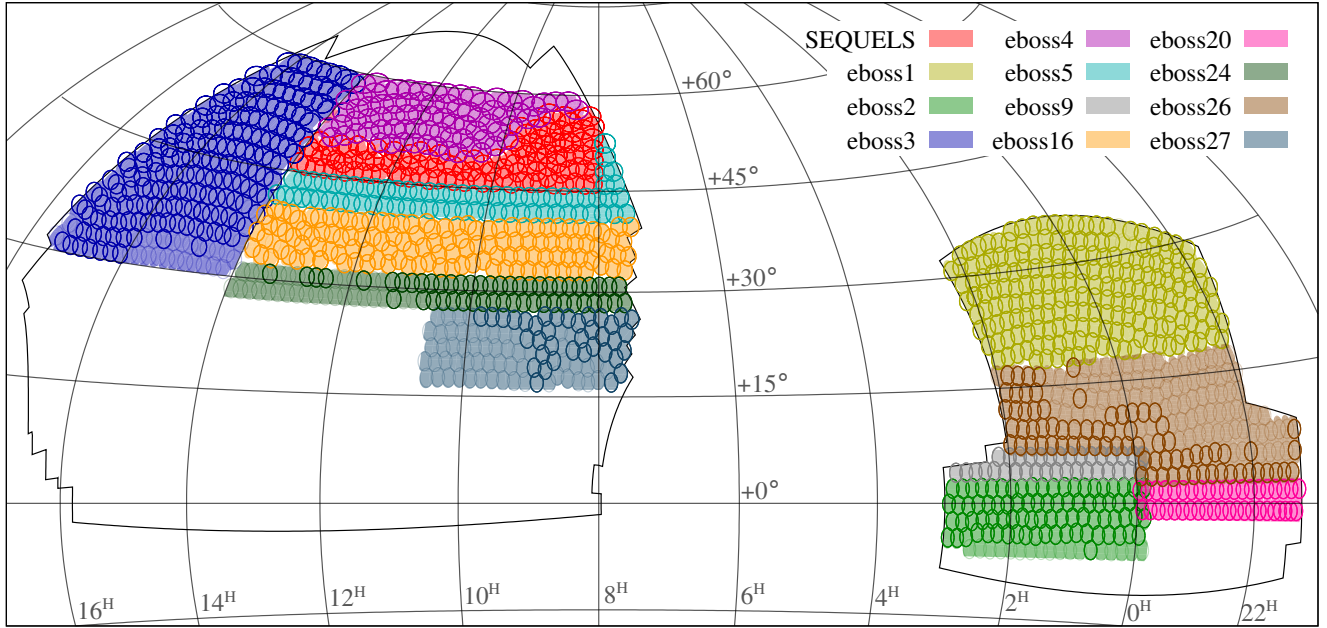 SEQUELS eboss4 eboss20
eboss1 eboss5 eboss24
eboss2 eboss9 eboss26
eboss3 eboss16 eboss27
+60°
+45°
+30°
+15°
+0°
16ᴴ 14ᴴ 12ᴴ 10ᴴ 8ᴴ 6ᴴ 4ᴴ 2ᴴ 0ᴴ 22ᴴ